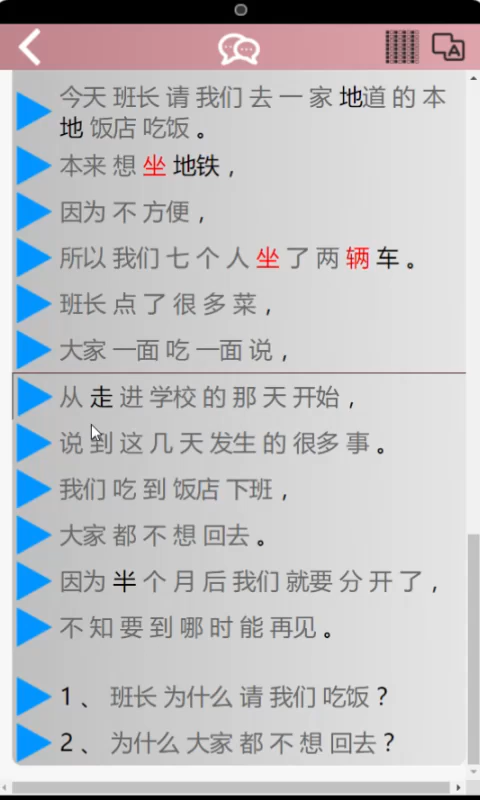 今天 班长 请 我们 去 一 家 地道 的 本
地 饭店 吃饭 。
本来 想 坐 地铁 ，
因为 不 方便 ，
所以 我们 七 个 人 坐 了 两 辆 车 。
班长 点 了 很 多 菜 ，
大家 一面 吃 一面 说 ，
从 走 进 学校 的 那 天 开始 ，
说 到 这 几 天 发生 的 很多 事 。
我们 吃 到 饭店 下班 ，
大家 都 不 想 回去 。
因为 半 个 月 后 我们 就要 分 开 了 ，
不 知 要 到 哪 时 能 再见 。
1 、 班长 为什么 请 我们 吃饭 ？
2 、 为什么 大家 都 不 想 回去 ？